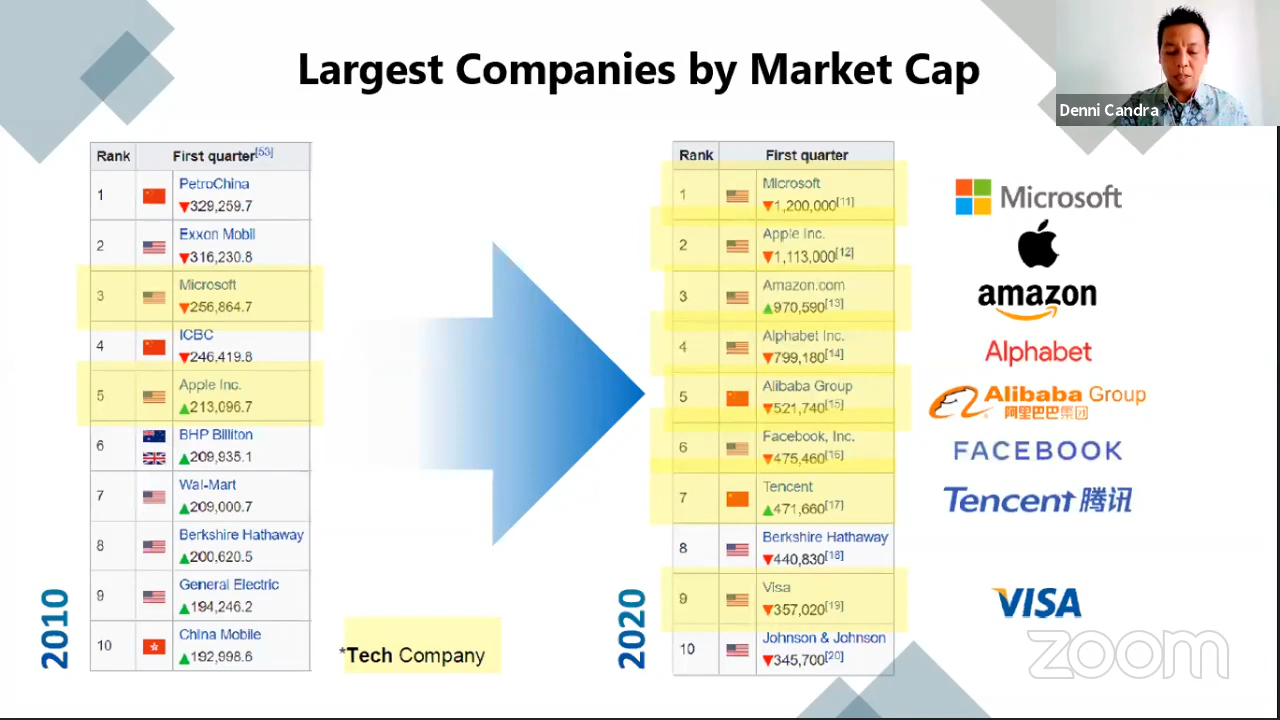 Largest Companies by Market Cap
Denni Candra
Rank First quarter[53]
1 PetroChina
▼329,259.7
2 Exxon Mobil
▼316,230.8
3 Microsoft
▼256,864.7
4 ICBC
▼246,419.8
5 Apple Inc.
▲213,096.7
6 BHP Billiton
▲209,935.1
7 Wal-Mart
▲209,000.7
8 Berkshire Hathaway
▲200,620.5
9 General Electric
▲194,246.2
10 China Mobile
▲192,998.6
2010
*Tech Company
Rank First quarter
1 Microsoft
▼1,200,000[11]
2 Apple Inc.
▼1,113,000[12]
3 Amazon.com
▲970,590[13]
4 Alphabet Inc.
▼799,180[14]
5 Alibaba Group
▼521,740[15]
6 Facebook, Inc.
▼475,460[16]
7 Tencent
▲471,660[17]
8 Berkshire Hathaway
▼440,830[18]
9 Visa
▼357,020[19]
10 Johnson & Johnson
▼345,700[20]
2020
Microsoft
amazon
Alphabet
Alibaba Group
阿里巴巴集团
FACEBOOK
Tencent 腾讯
VISA
zoom